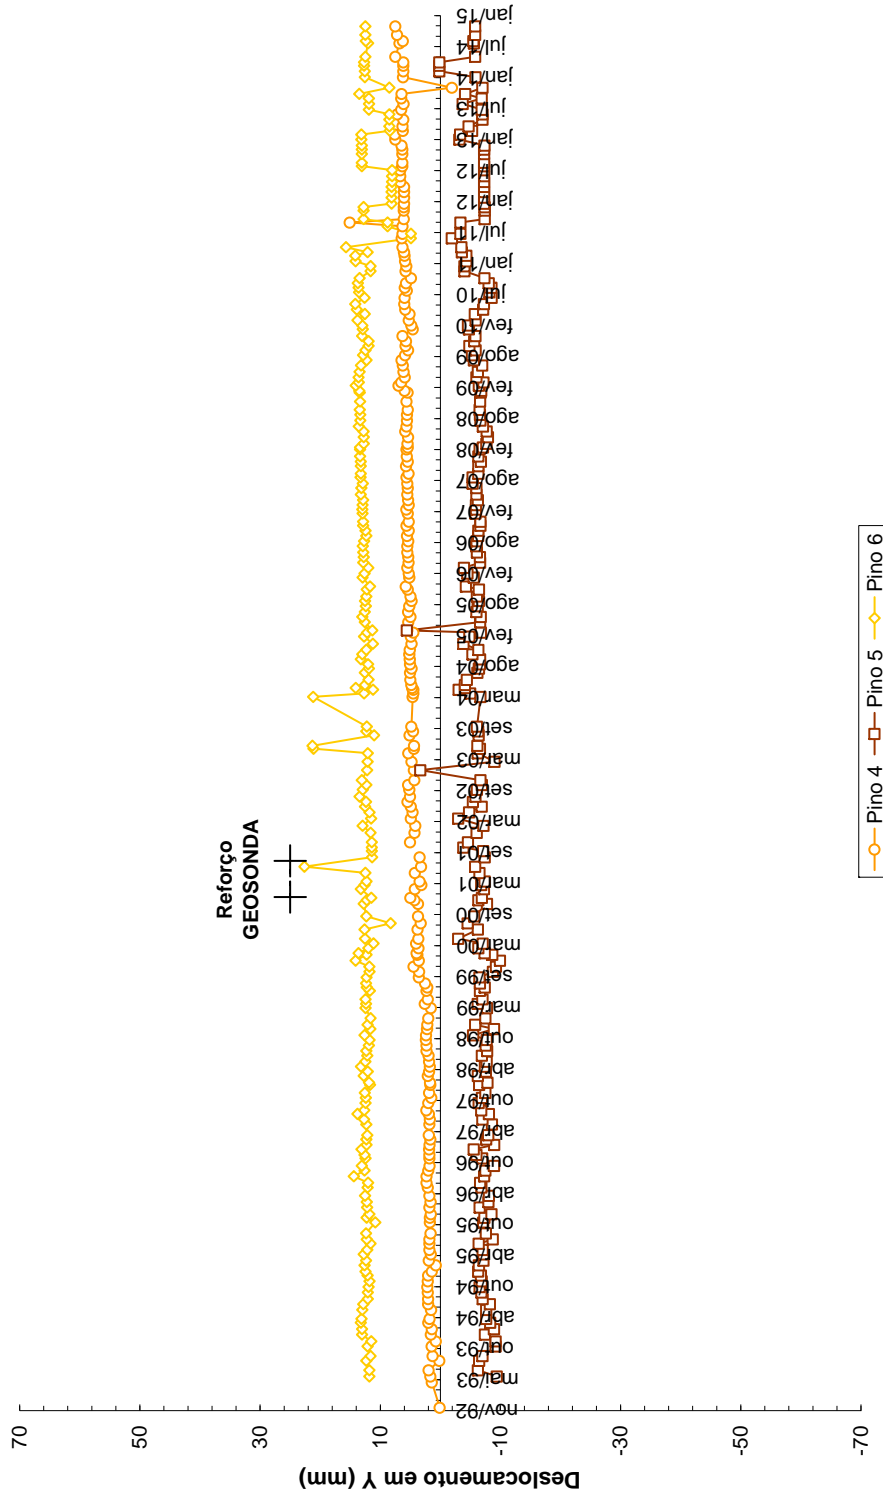 70
50
30
10
-10
-30
-50
-70
Deslocamento em Y (mm)
nov/92
mai/93
out/93
abr/94
out/94
abr/95
out/95
abr/96
out/96
abr/97
out/97
abr/98
out/98
mar/99
set/99
mar/00
set/00
mai/01
set/01
mar/02
set/02
mar/03
set/03
mar/04
ago/04
fev/05
ago/05
fev/06
ago/06
fev/07
ago/07
fev/08
ago/08
fev/09
ago/09
fev/10
jul/10
jan/11
jul/11
jan/12
jul/12
jan/13
jul/13
jan/14
jul/14
jan/15
Reforço
GEOSONDA
Pino 4
Pino 5
Pino 6